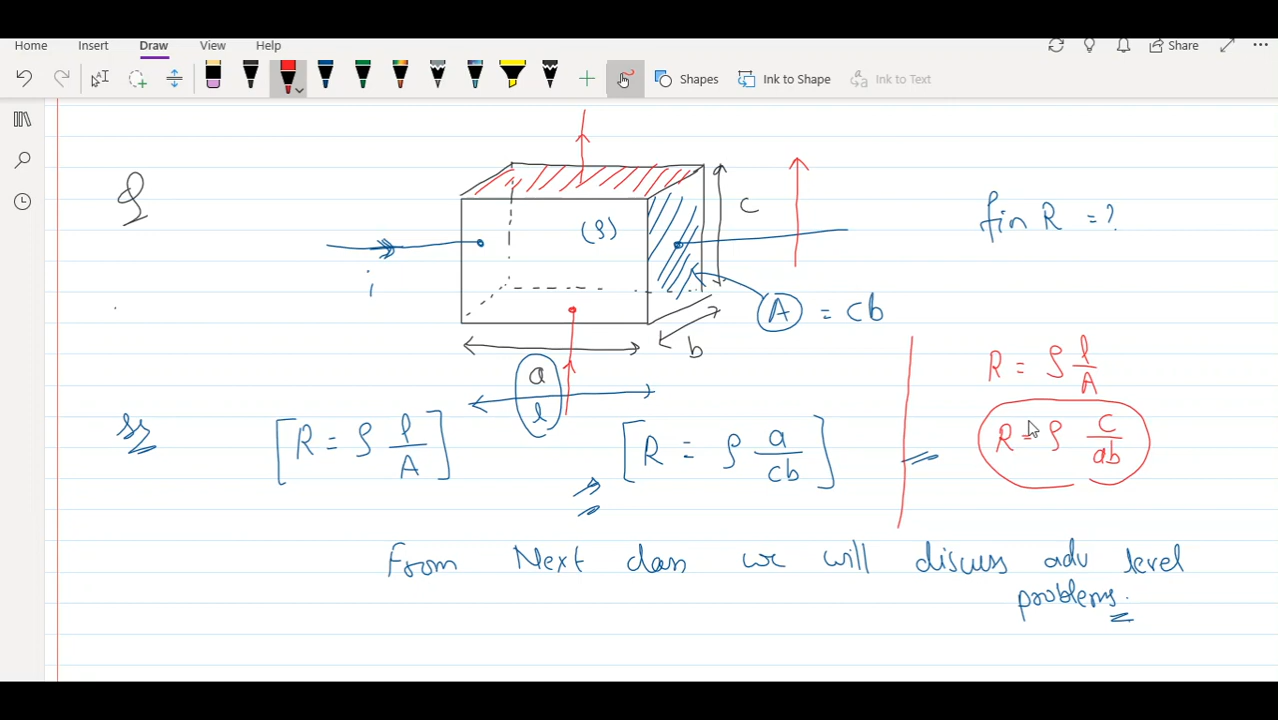 Home Insert Draw View Help
Share
Shapes Ink to Shape Ink to Text
Q
c
(ρ)
fin R = ?
i
A = cb
b
a
l
R = ρ l/A
[R = ρ l/A]
[R = ρ a/cb]
R = ρ c/ab
From Next class we will discuss adv level
problems.